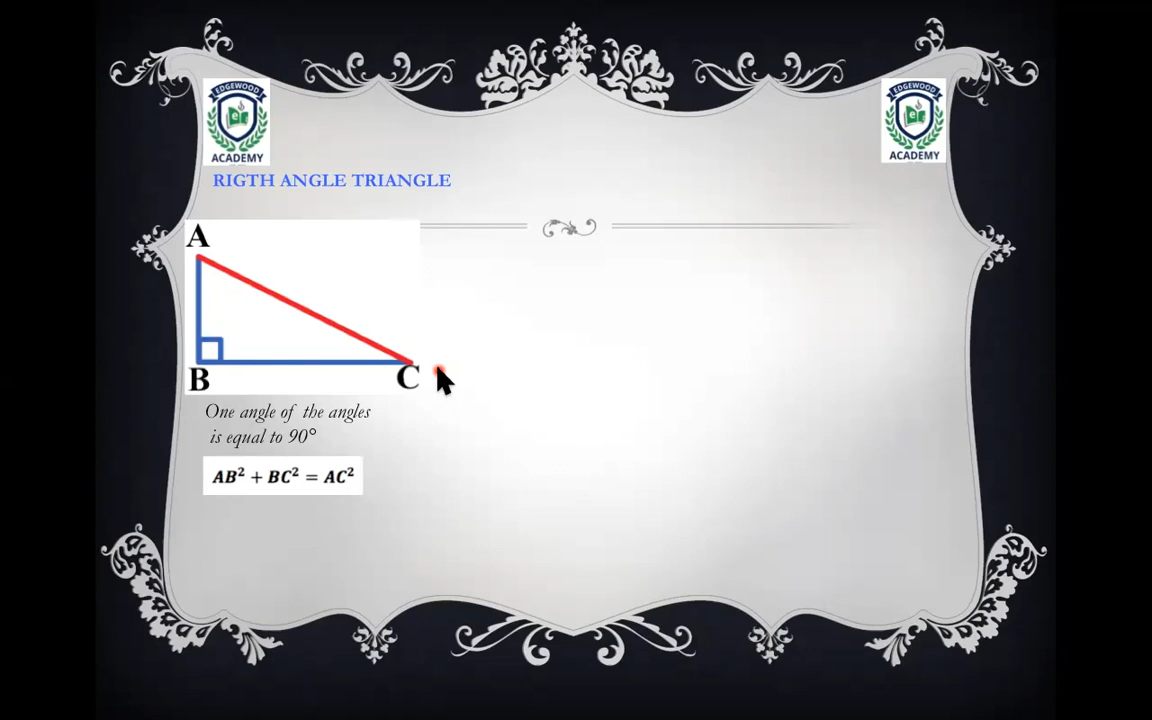 EDGEWOOD
e
ACADEMY
EDGEWOOD
e
ACADEMY
RIGTH ANGLE TRIANGLE
A
B
C
One angle of the angles
is equal to 90°
AB² + BC² = AC²